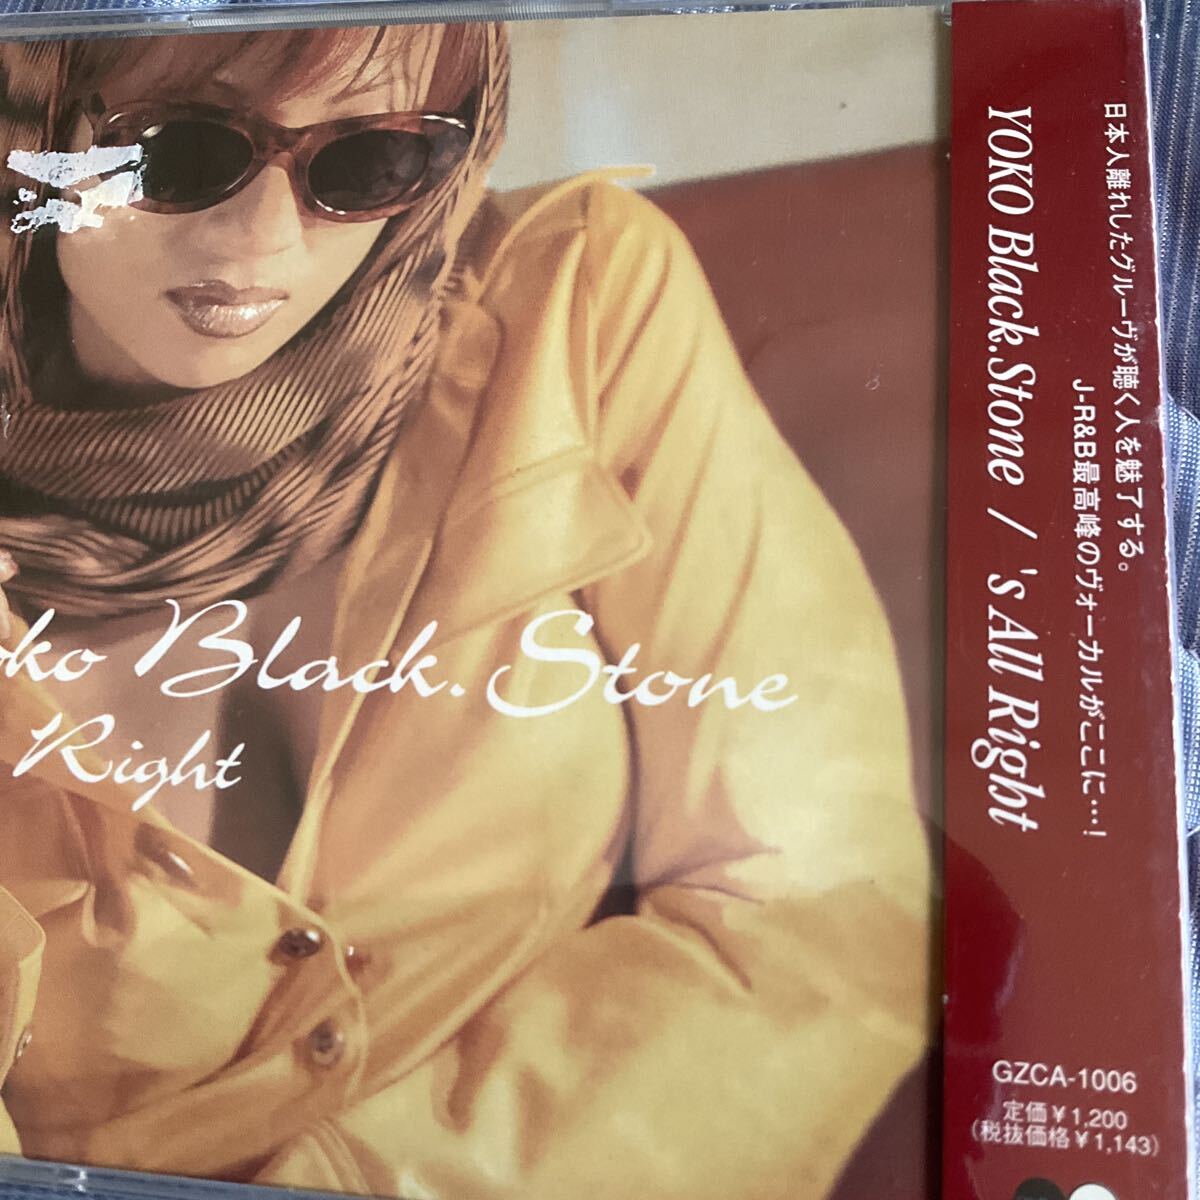 oko Black. Stone
Right
日本人離れしたグルーヴが聴く人を魅了する。
J-R&B最高峰のヴォーカルがここに…!
YOKO Black.Stone / 's All Right
GZCA-1006
定価￥1,200
(税抜価格￥1,143)